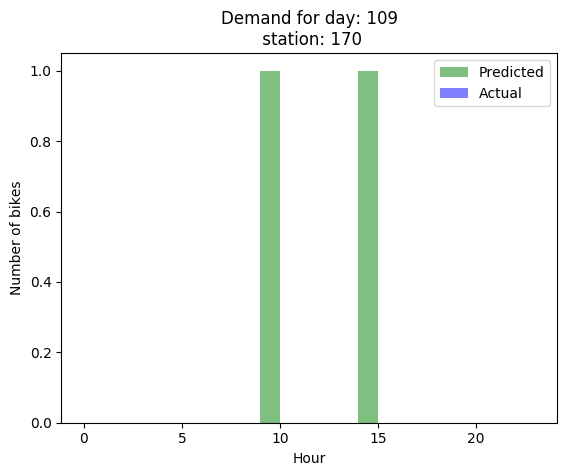 Demand for day: 109
station: 170
Predicted
Actual
1.0
0.8
0.6
0.4
0.2
0.0
Number of bikes
0
5
10
15
20
Hour